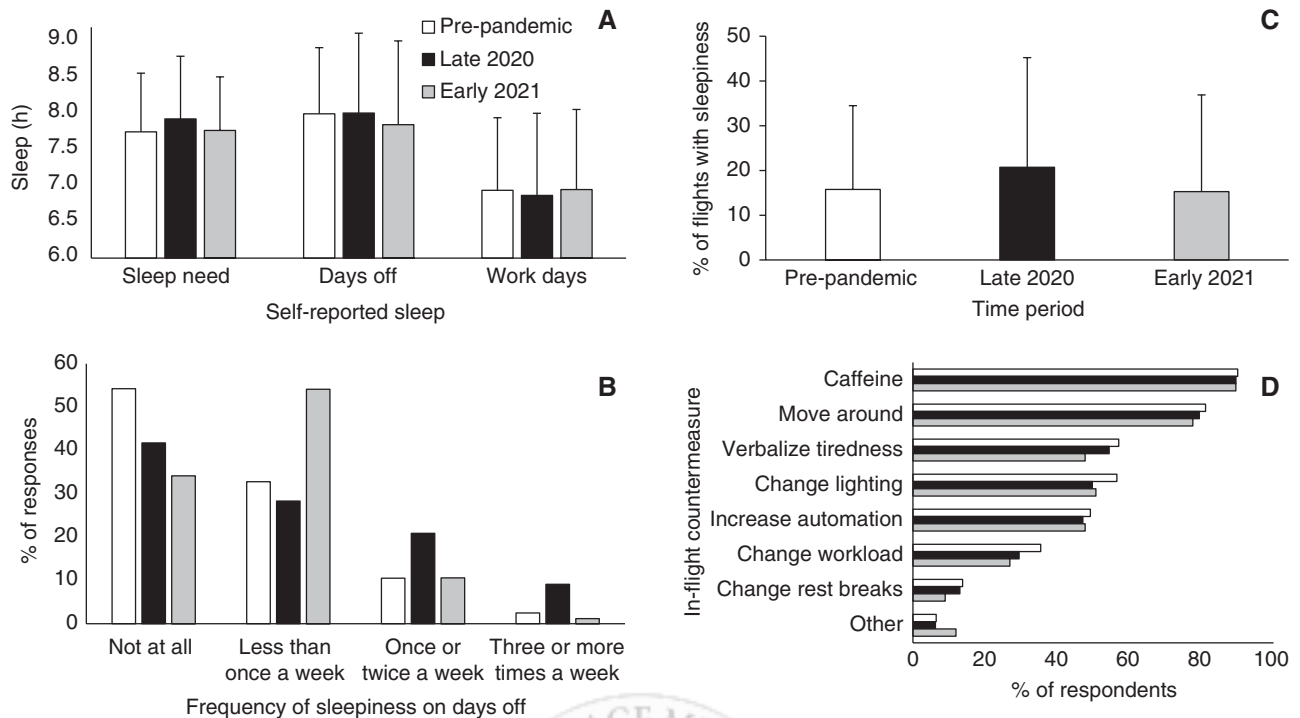 A
Pre-pandemic
Late 2020
Early 2021
9.0
8.5
8.0
7.5
7.0
6.5
6.0
Sleep (h)
Sleep need Days off Work days
Self-reported sleep
C
50
40
30
20
10
0
% of flights with sleepiness
Pre-pandemic Late 2020 Early 2021
Time period
B
60
50
40
30
20
10
0
% of responses
Not at all
Less than
once a week
Once or
twice a week
Three or more
times a week
Frequency of sleepiness on days off
D
In-flight countermeasure
Caffeine
Move around
Verbalize tiredness
Change lighting
Increase automation
Change workload
Change rest breaks
Other
0 20 40 60 80 100
% of respondents